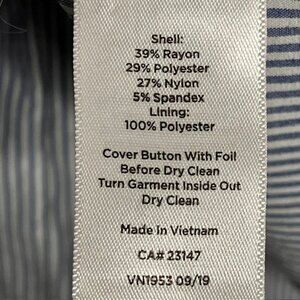 Shell:
39% Rayon
29% Polyester
27% Nylon
5% Spandex
Lining:
100% Polyester
Cover Button With Foil
Before Dry Clean
Turn Garment Inside Out
Dry Clean
Made In Vietnam
CA# 23147
VN1953 09/19